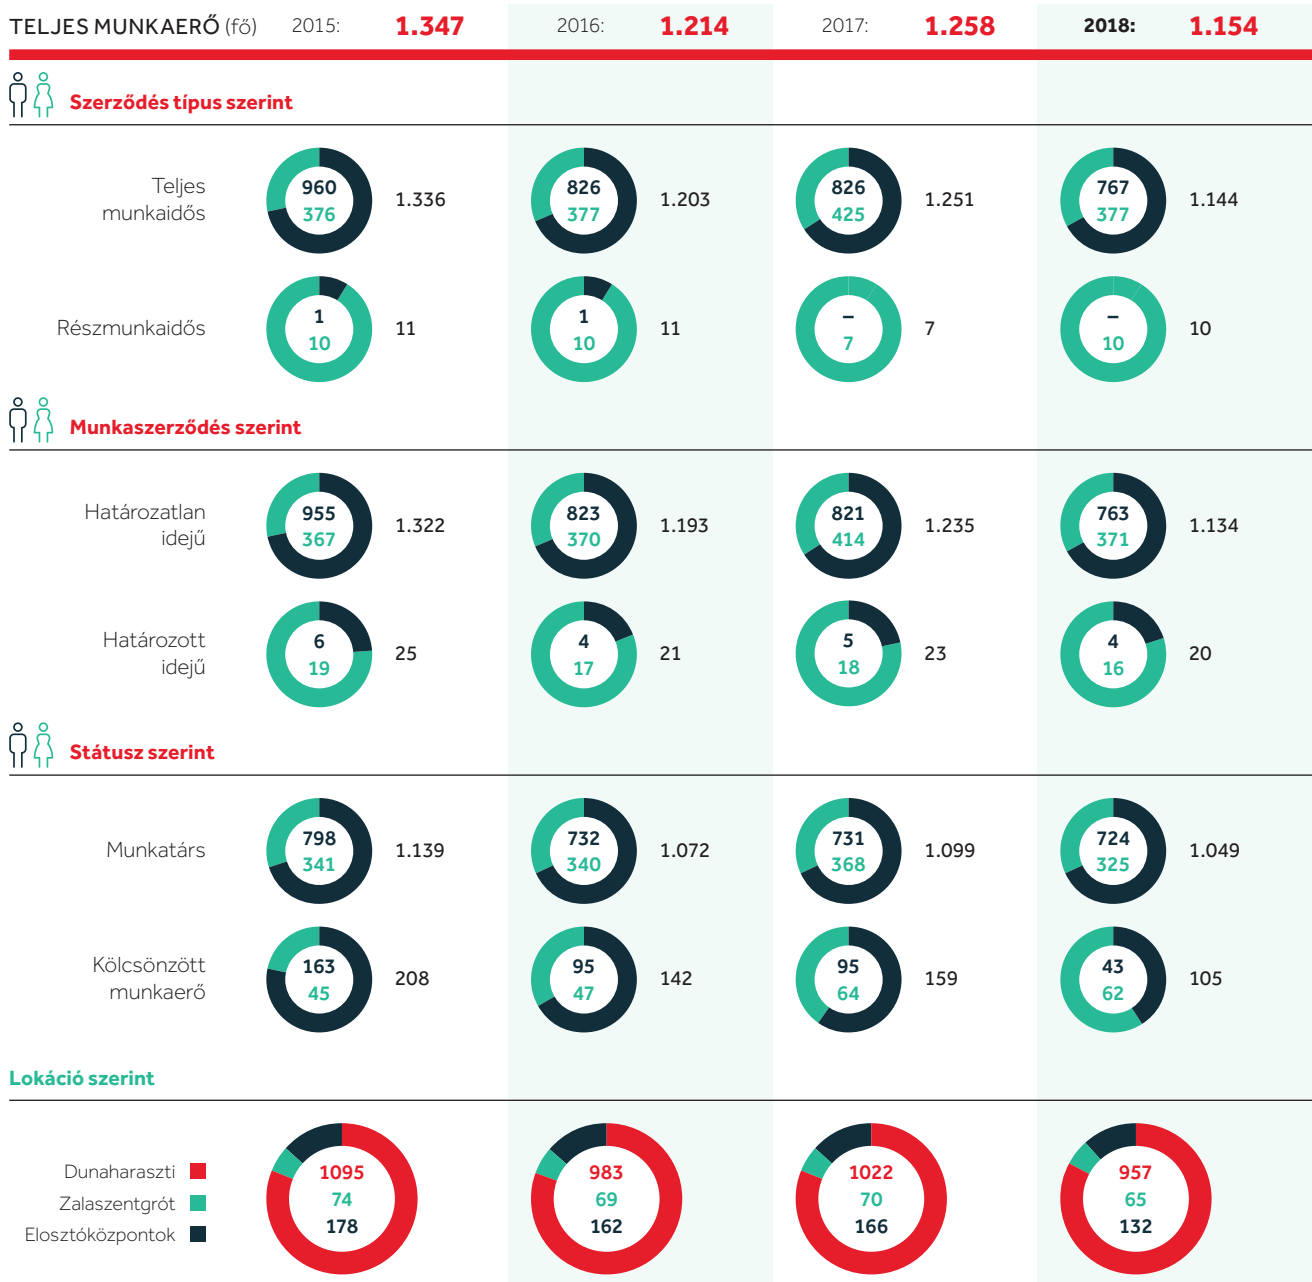 TELJES MUNKAERŐ (fő) 2015: 1.347 2016: 1.214 2017: 1.258 2018: 1.154
Szerződés típus szerint
Teljes munkaidős
960 376 1.336
826 377 1.203
826 425 1.251
767 377 1.144
Részmunkaidős
1 10 11
1 10 11
– 7 7
– 10 10
Munkaszerződés szerint
Határozatlan idejű
955 367 1.322
823 370 1.193
821 414 1.235
763 371 1.134
Határozott idejű
6 19 25
4 17 21
5 18 23
4 16 20
Státusz szerint
Munkatárs
798 341 1.139
732 340 1.072
731 368 1.099
724 325 1.049
Kölcsönzött munkaerő
163 45 208
95 47 142
95 64 159
43 62 105
Lokáció szerint
Dunaharaszti 1095 983 1022 957
Zalaszentgrót 74 69 70 65
Elosztóközpontok 178 162 166 132